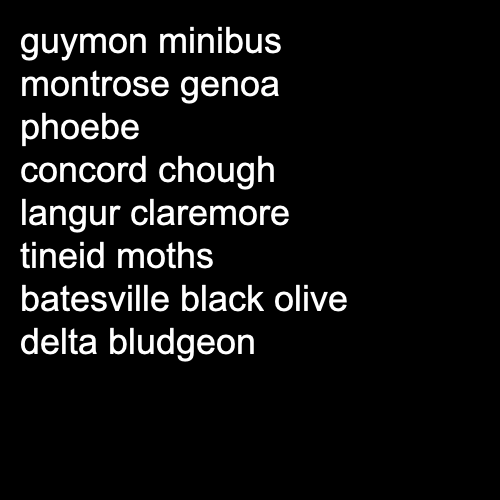 guymon minibus
montrose genoa
phoebe
concord chough
langur claremore
tineid moths
batesville black olive
delta bludgeon